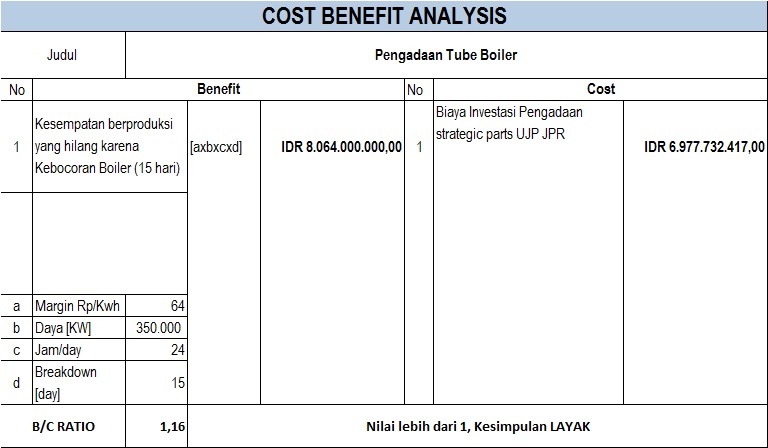 COST BENEFIT ANALYSIS
Judul Pengadaan Tube Boiler
No Benefit No Cost
1 Kesempatan berproduksi
yang hilang karena
Kebocoran Boiler (15 hari) [axbxcxd] IDR 8.064.000.000,00 1 Biaya Investasi Pengadaan
strategic parts UJP JPR IDR 6.977.732.417,00
a Margin Rp/Kwh 64
b Daya [KW] 350.000
c Jam/day 24
d Breakdown
[day] 15
B/C RATIO 1,16 Nilai lebih dari 1, Kesimpulan LAYAK